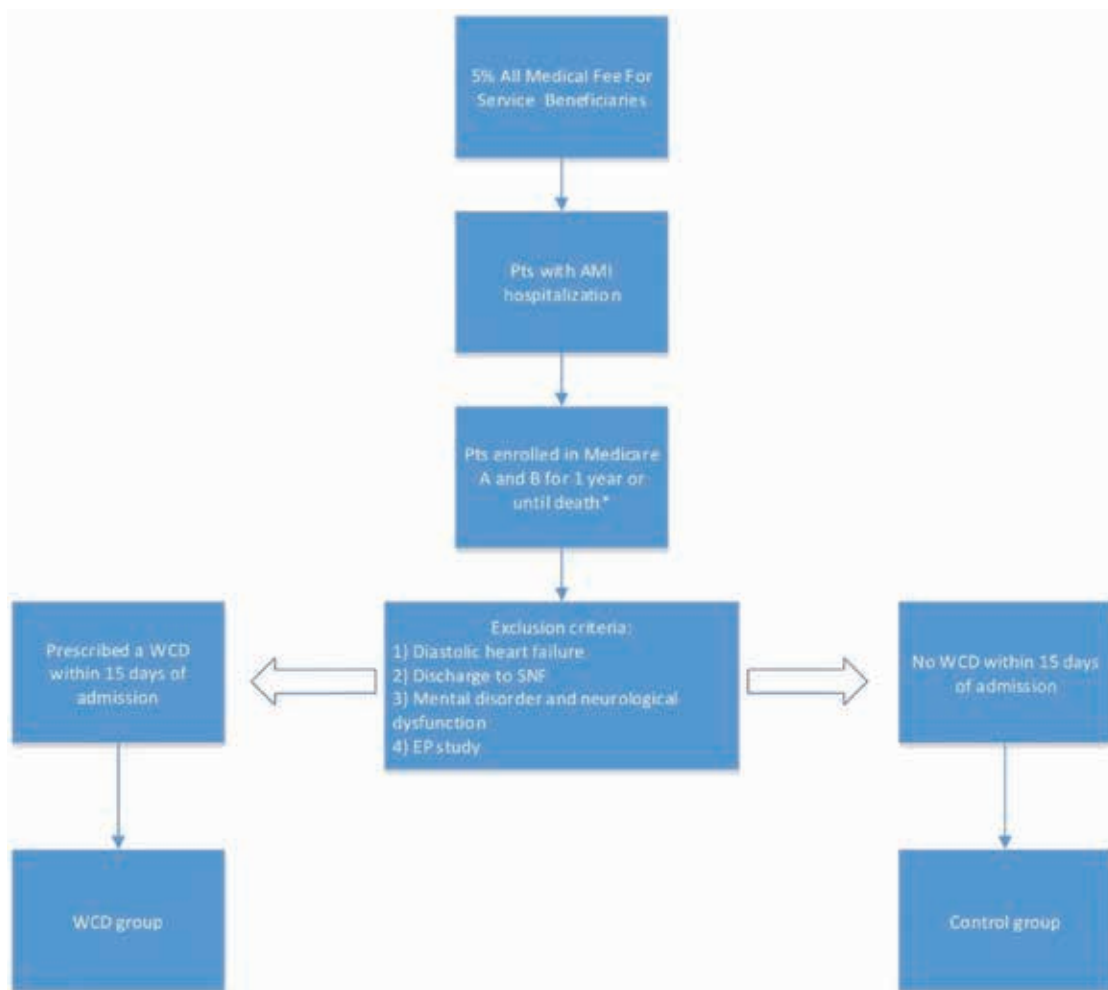 5% All Medical Fee For
Service Beneficiaries
Pts with AMI
hospitalization
Pts enrolled in Medicare
A and B for 1 year or
until death*
Exclusion criteria:
1) Diastolic heart failure
2) Discharge to SNF
3) Mental disorder and neurological
dysfunction
4) EP study
Prescribed a WCD
within 15 days of
admission
No WCD within 15 days
of admission
WCD group
Control group